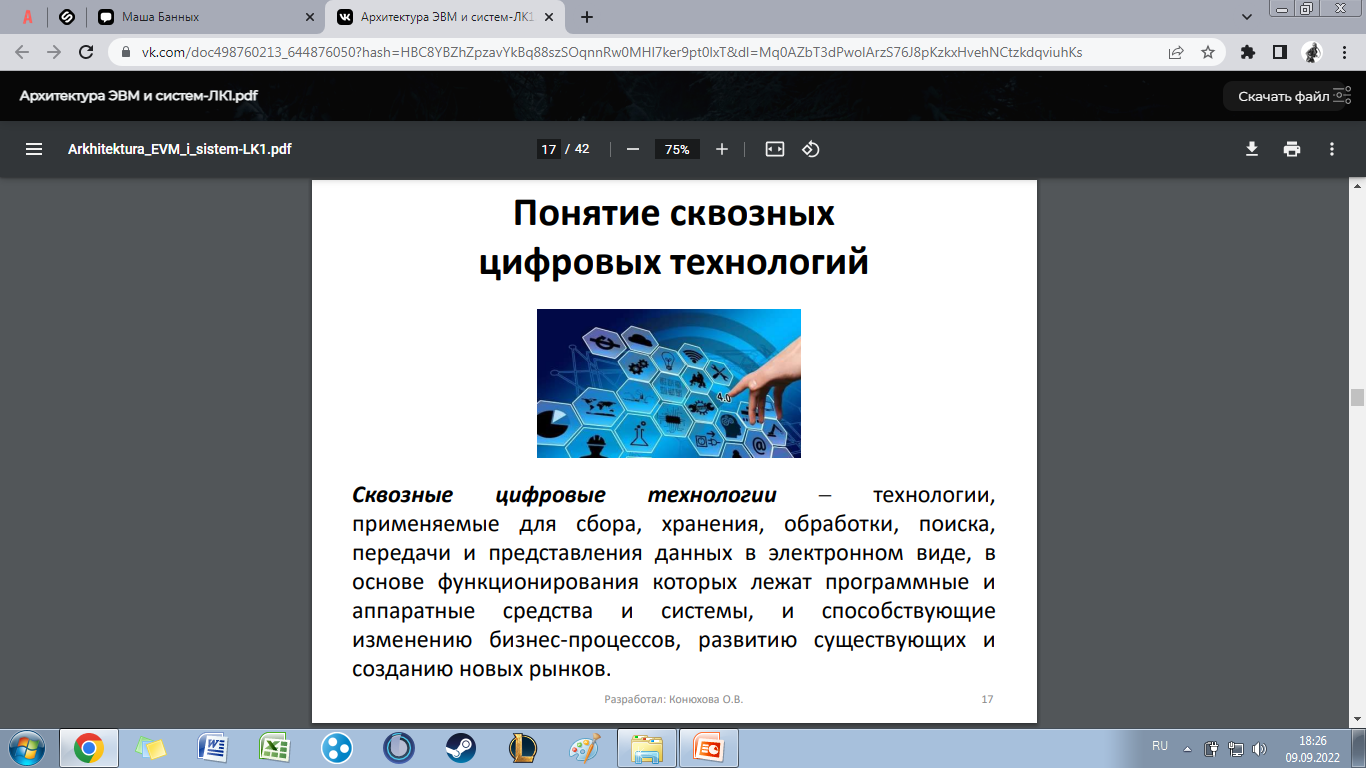 Маша Банных
Архитектура ЭВМ и систем-ЛК1
vk.com/doc498760213_644876050?hash=HBC8YBZhZpzavYkBq88szSOqnnRw0MHl7ker9pt0lxT&dl=Mq0AZbT3dPwolArzS76J8pKzkxHvehNCtzkdqviuhKs
Архитектура ЭВМ и систем-ЛК1.pdf
Скачать файл
Arkhitektura_EVM_i_sistem-LK1.pdf
17 / 42
75%
Понятие сквозных
цифровых технологий
4.0
@
Сквозные цифровые технологии – технологии,
применяемые для сбора, хранения, обработки, поиска,
передачи и представления данных в электронном виде, в
основе функционирования которых лежат программные и
аппаратные средства и системы, и способствующие
изменению бизнес-процессов, развитию существующих и
созданию новых рынков.
Разработал: Конюхова О.В.
17
RU
18:26
09.09.2022